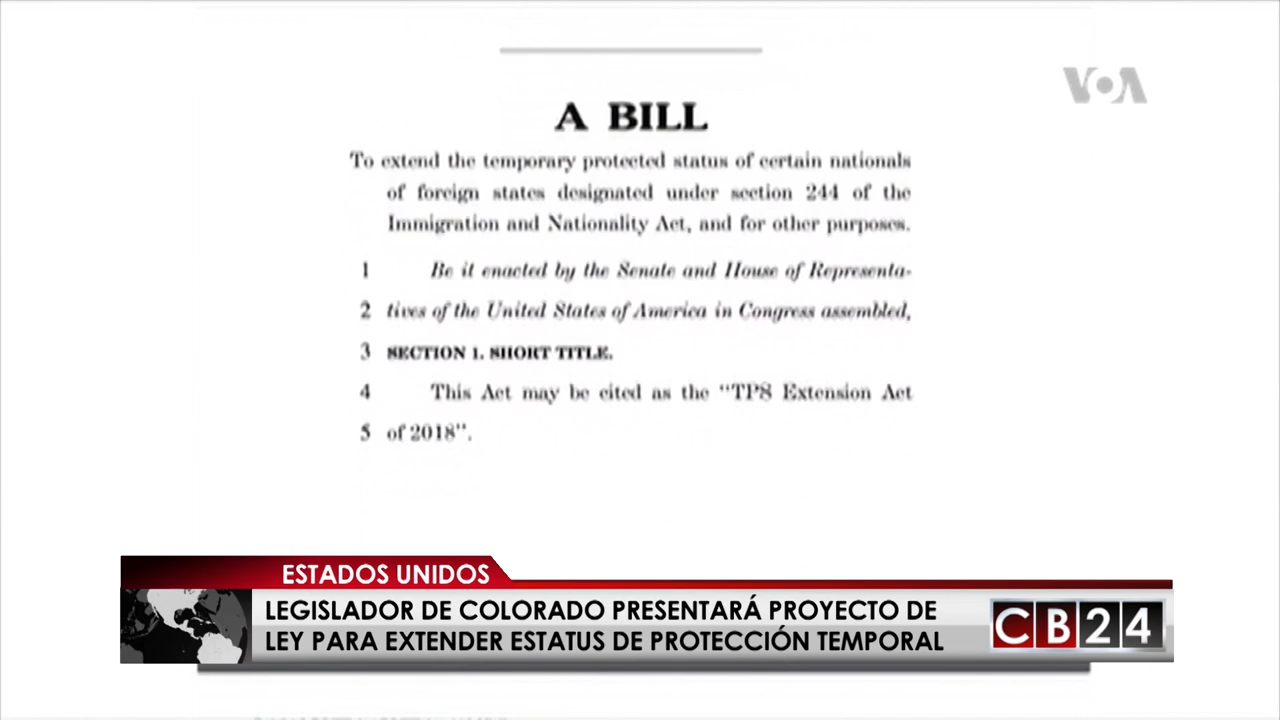 VOA
A BILL
To extend the temporary protected status of certain nationals
of foreign states designated under section 244 of the
Immigration and Nationality Act, and for other purposes.
1 Be it enacted by the Senate and House of Representa-
2 tives of the United States of America in Congress assembled,
3 SECTION 1. SHORT TITLE.
4 This Act may be cited as the "TPS Extension Act
5 of 2018".
ESTADOS UNIDOS
LEGISLADOR DE COLORADO PRESENTARÁ PROYECTO DE
LEY PARA EXTENDER ESTATUS DE PROTECCIÓN TEMPORAL
CB24